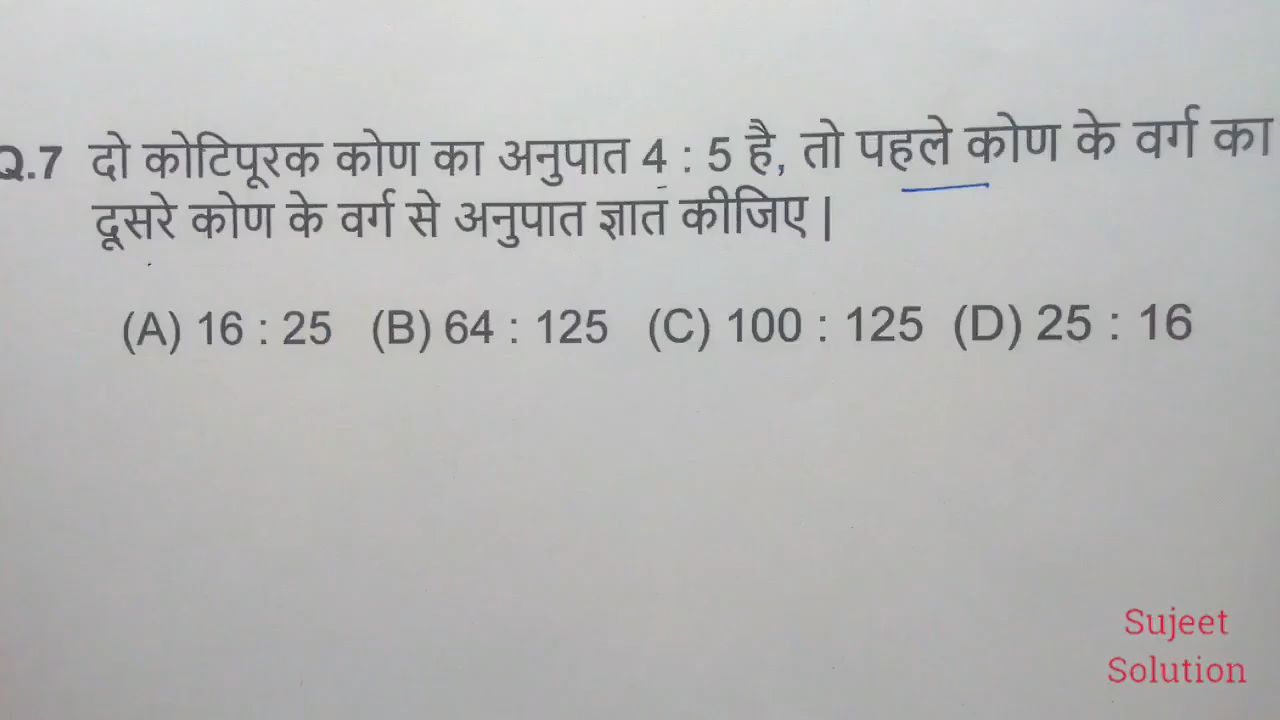 Q.7 दो कोटिपूरक कोण का अनुपात 4 : 5 है, तो पहले कोण के वर्ग का
दूसरे कोण के वर्ग से अनुपात ज्ञात कीजिए |
(A) 16 : 25 (B) 64 : 125 (C) 100 : 125 (D) 25 : 16
Sujeet
Solution